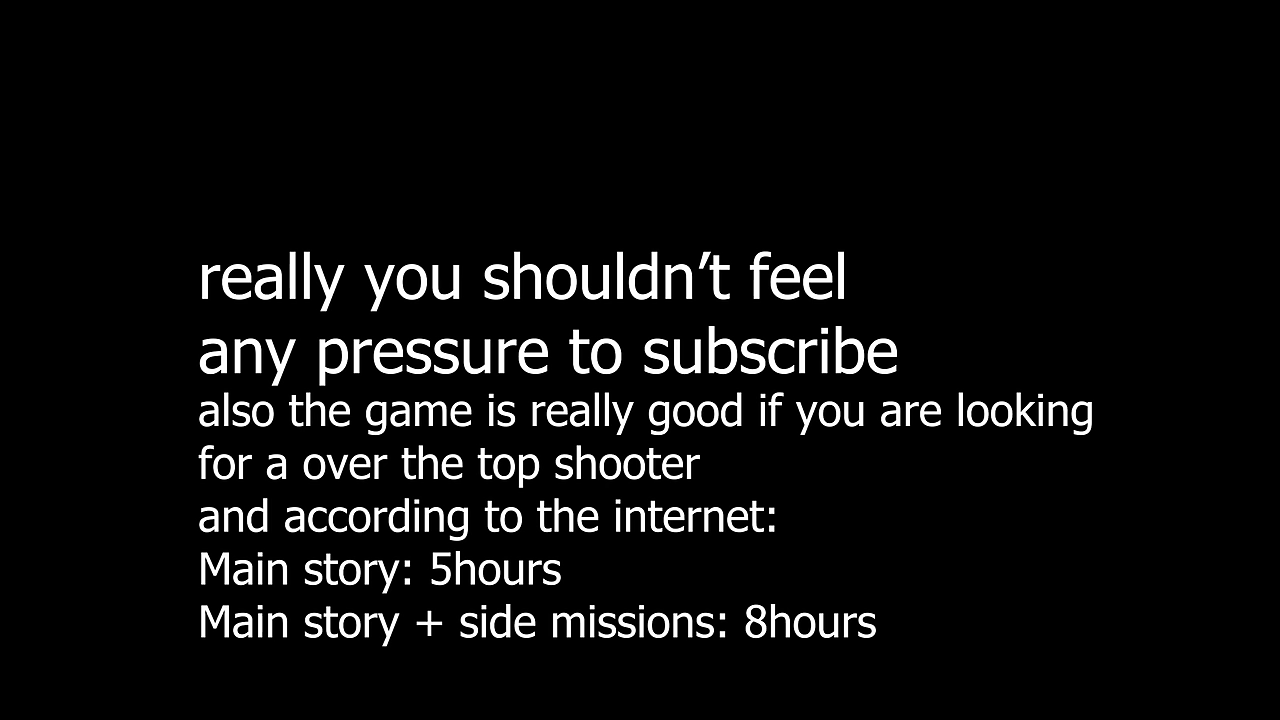 really you shouldn’t feel
any pressure to subscribe
also the game is really good if you are looking
for a over the top shooter
and according to the internet:
Main story: 5hours
Main story + side missions: 8hours